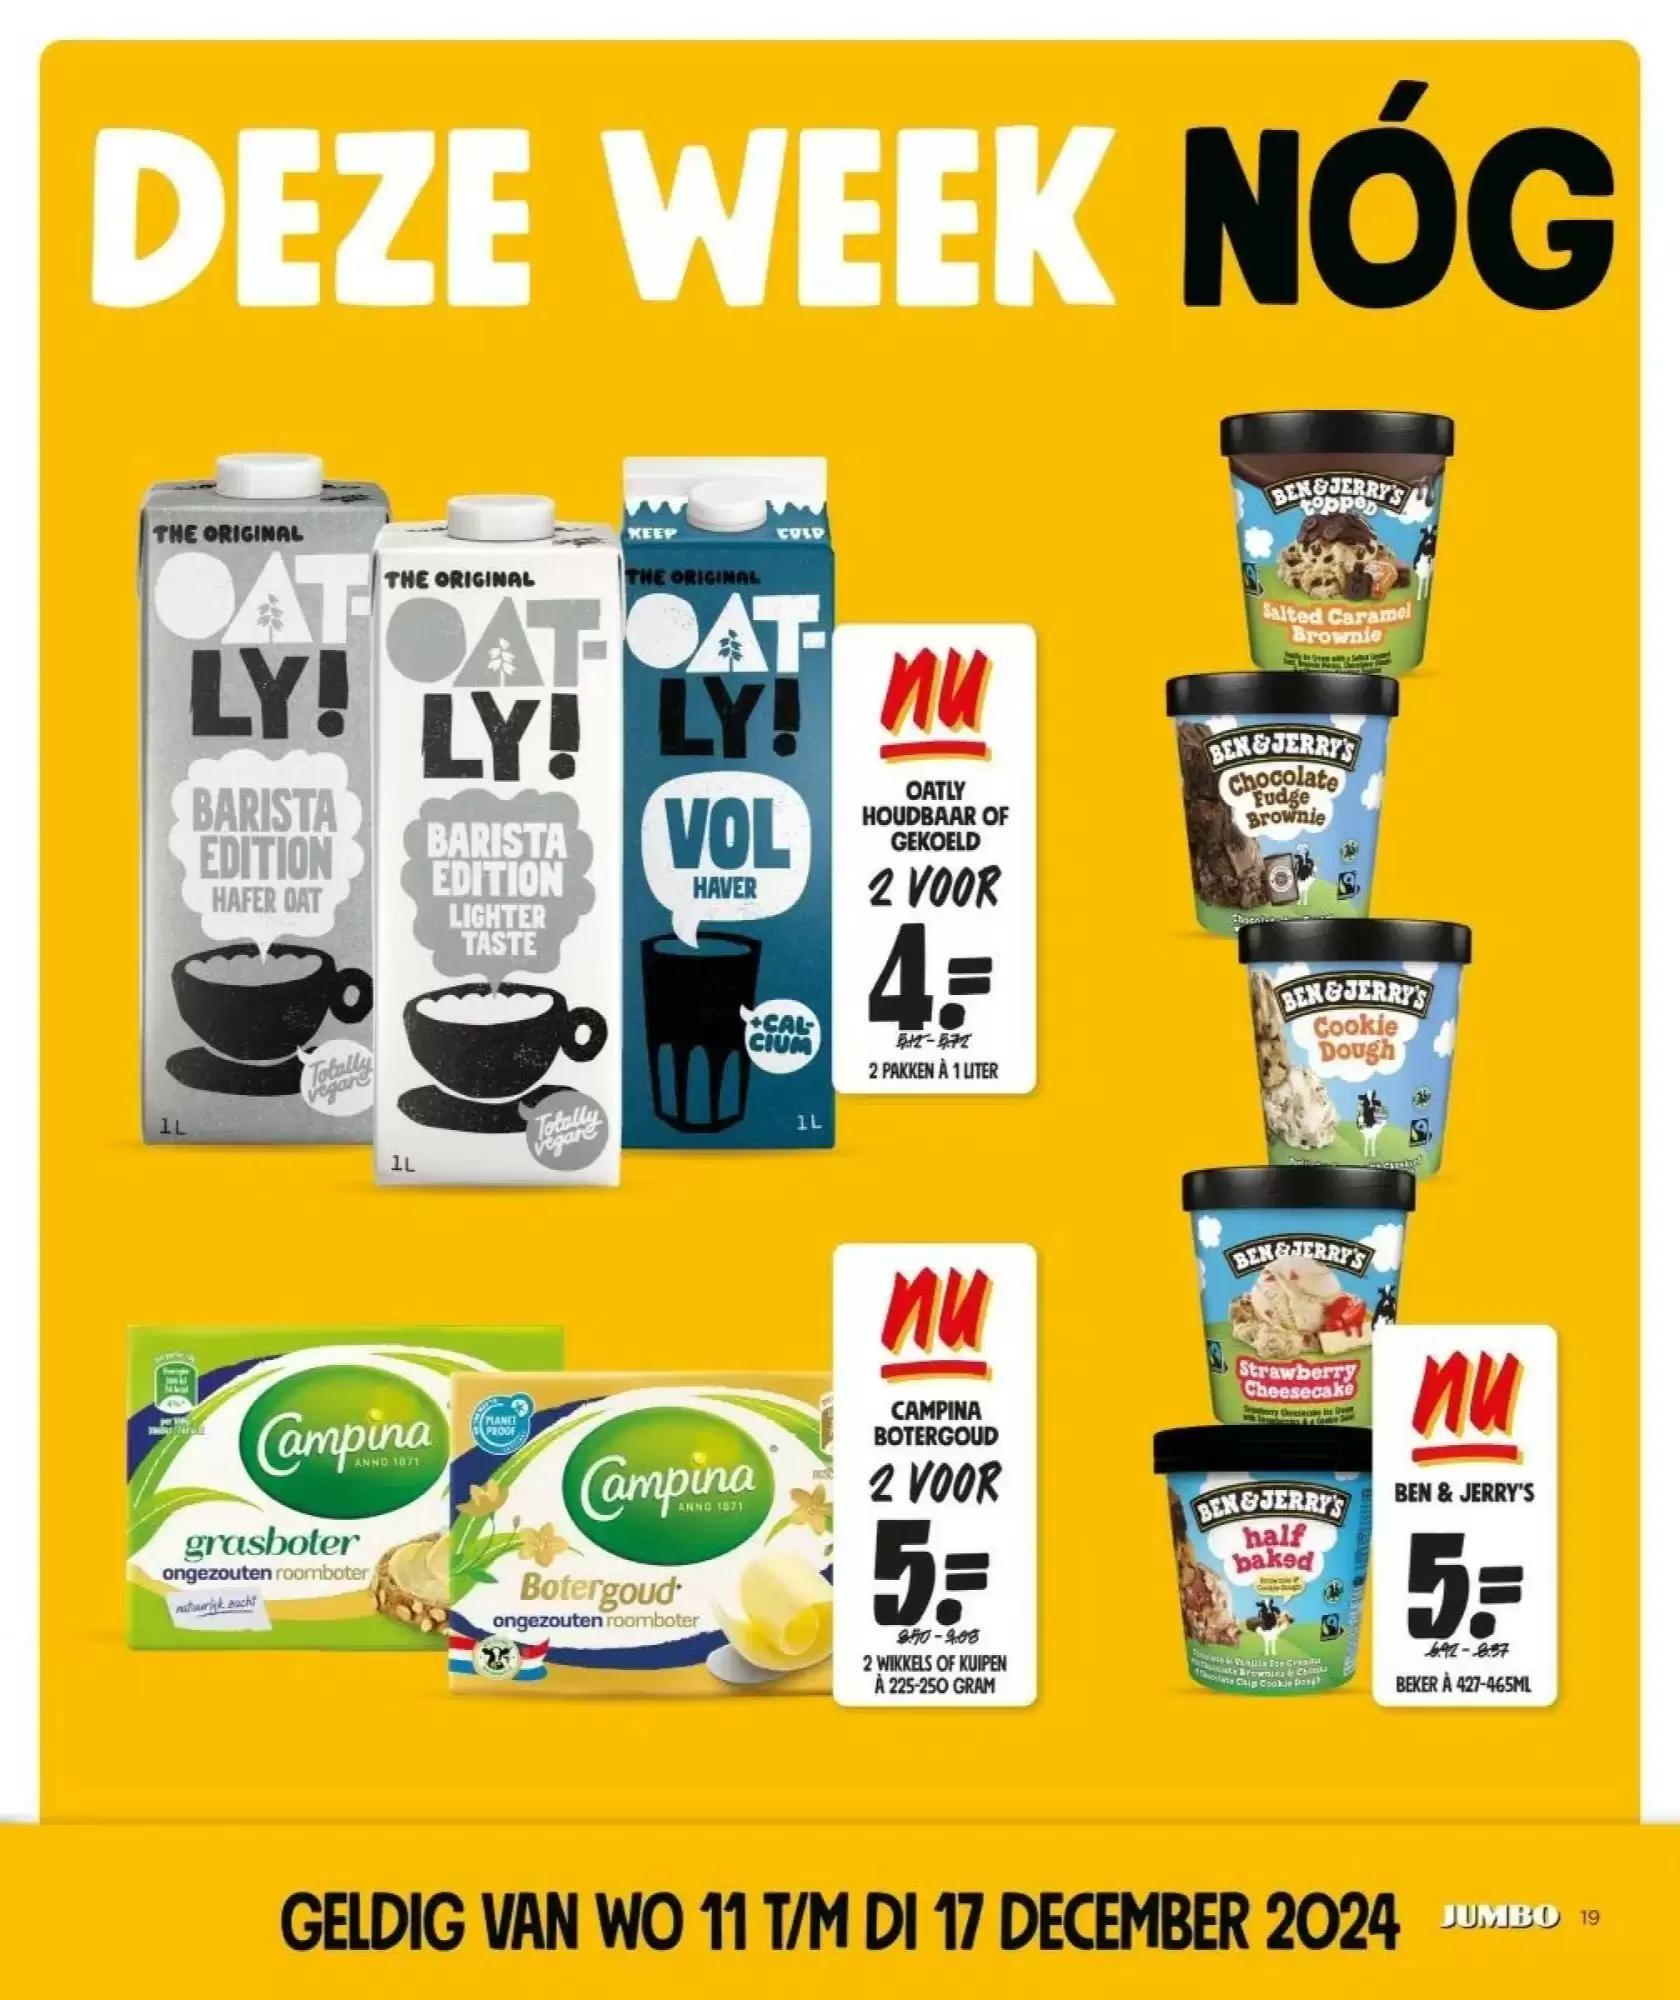 DEZE WEEK NÓG
THE ORIGINAL
OAT-
LY!
BARISTA
EDITION
HAFER OAT
Totally
vegan
1L
THE ORIGINAL
OAT-
LY!
BARISTA
EDITION
LIGHTER
TASTE
Totally
vegan
1L
KEEP COLD
THE ORIGINAL
OAT-
LY!
VOL
HAVER
+CAL-
CIUM
1L
nu
OATLY
HOUDBAAR OF
GEKOELD
2 VOOR
4.=
5,12 - 5,72
2 PAKKEN À 1 LITER
BEN & JERRY'S
topped
Salted Caramel
Brownie
BEN & JERRY'S
Chocolate
Fudge
Brownie
BEN & JERRY'S
Cookie
Dough
BEN & JERRY'S
Strawberry
Cheesecake
BEN & JERRY'S
half
baked
nu
BEN & JERRY'S
5.=
BEKER À 427-465ML
Campina
ANNO 1871
grasboter
ongezouten roomboter
natuurlijk zacht
PLANET
PROOF
Campina
ANNO 1871
Botergoud
ongezouten roomboter
nu
CAMPINA
BOTERGOUD
2 VOOR
5.=
2 WIKKELS OF KUIPEN
À 225-250 GRAM
GELDIG VAN WO 11 T/M DI 17 DECEMBER 2024
JUMBO 19